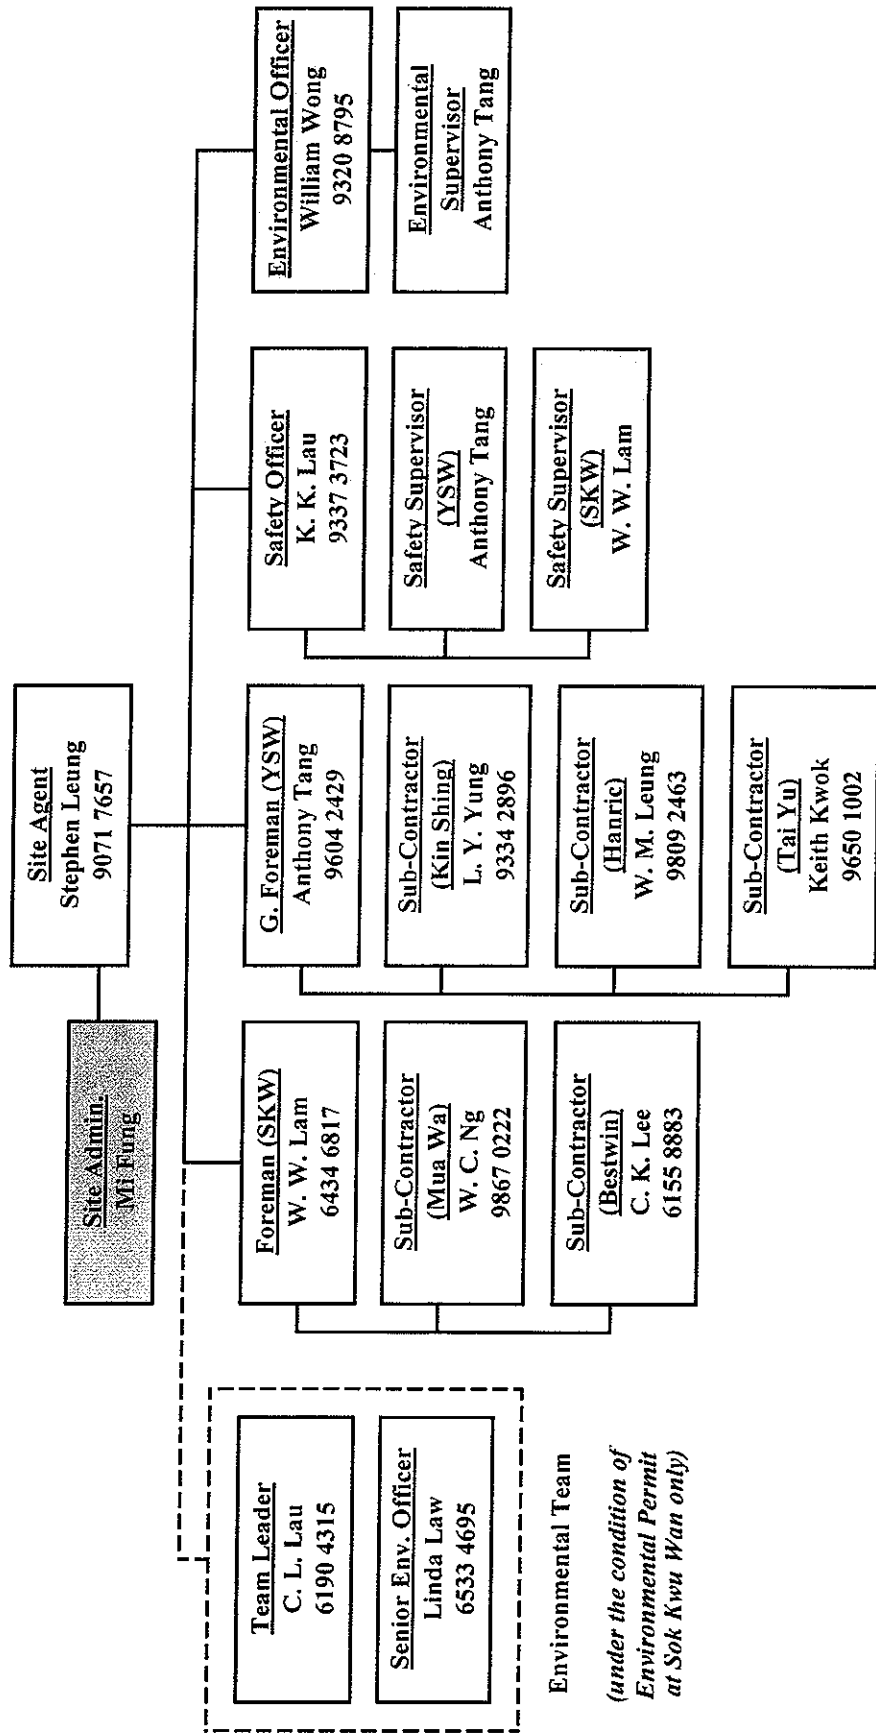 Site Agent
Stephen Leung
9071 7657
Site Admin.
Mi Fung
Team Leader
C. L. Lau
6190 4315
Senior Env. Officer
Linda Law
6533 4695
Environmental Team
(under the condition of
Environmental Permit
at Sok Kwu Wan only)
Foreman (SKW)
W. W. Lam
6434 6817
Sub-Contractor
(Mua Wa)
W. C. Ng
9867 0222
Sub-Contractor
(Bestwin)
C. K. Lee
6155 8883
G. Foreman (YSW)
Anthony Tang
9604 2429
Sub-Contractor
(Kin Shing)
L. Y. Yung
9334 2896
Sub-Contractor
(Hanric)
W. M. Leung
9809 2463
Sub-Contractor
(Tai Yu)
Keith Kwok
9650 1002
Safety Officer
K. K. Lau
9337 3723
Safety Supervisor
(YSW)
Anthony Tang
Safety Supervisor
(SKW)
W. W. Lam
Environmental Officer
William Wong
9320 8795
Environmental
Supervisor
Anthony Tang